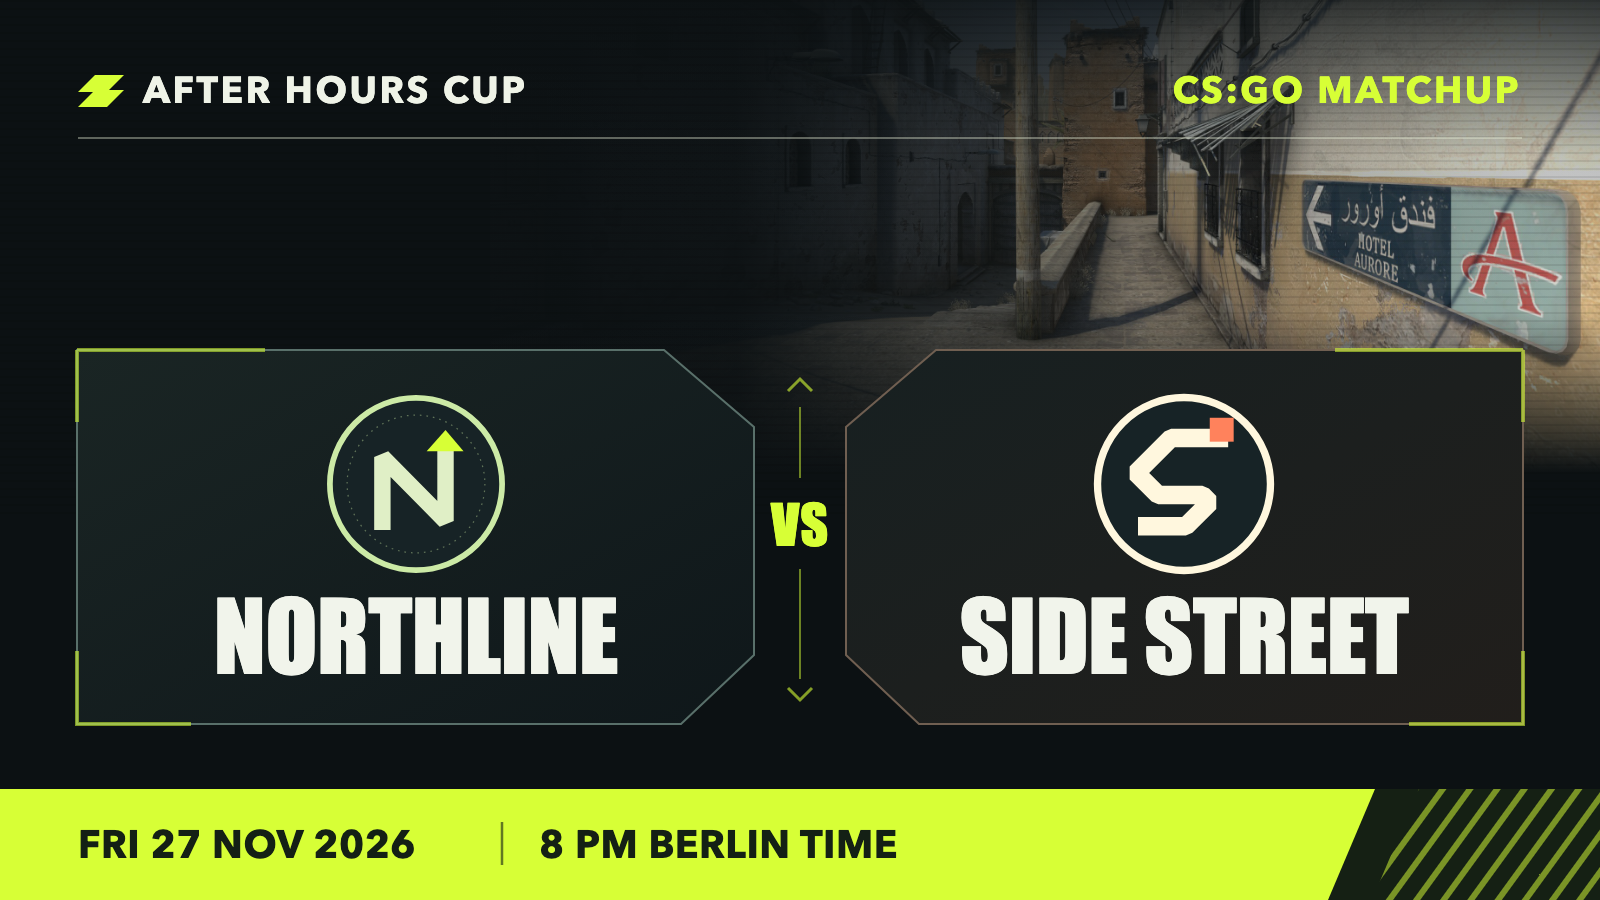 AFTER HOURS CUP
CS:GO MATCHUP
فندق أورور
HOTEL
AURORE
A
N
S
NORTHLINE
VS
SIDE STREET
FRI 27 NOV 2026
8 PM BERLIN TIME